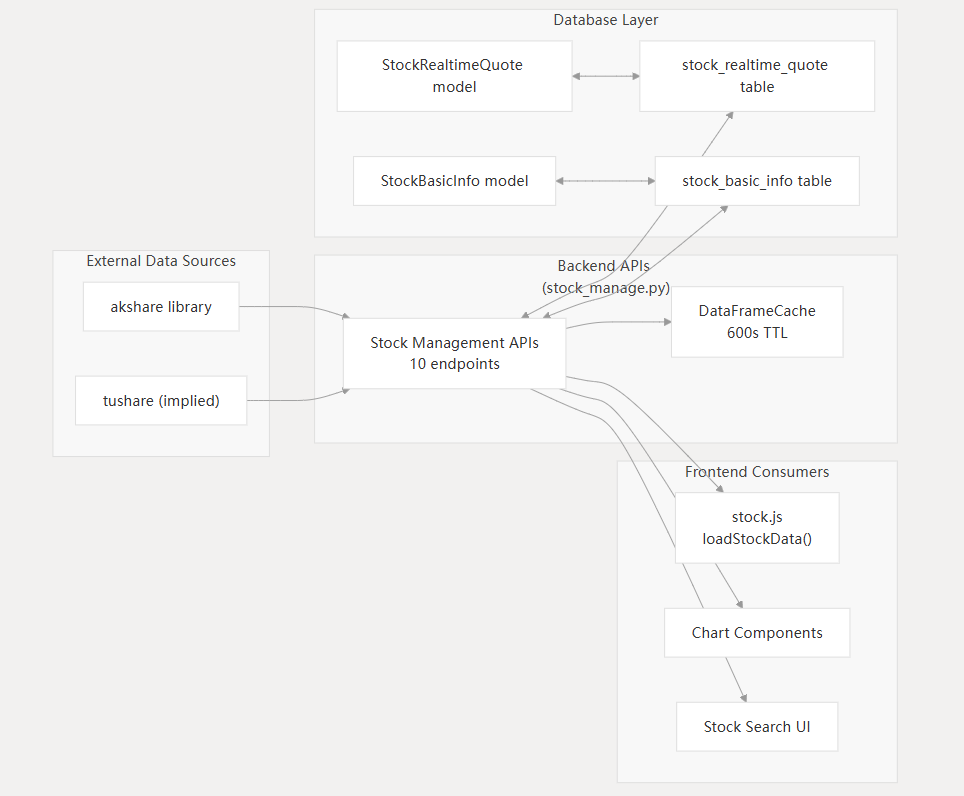 Database Layer
StockRealtimeQuote
model
stock_realtime_quote
table
StockBasicInfo model
stock_basic_info table
External Data Sources
akshare library
tushare (implied)
Backend APIs
(stock_manage.py)
Stock Management APIs
10 endpoints
DataFrameCache
600s TTL
Frontend Consumers
stock.js
loadStockData()
Chart Components
Stock Search UI